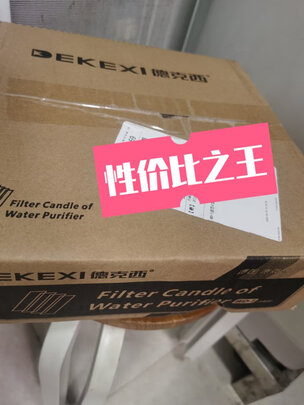 DEKEXI 德克西®
性价比之王
Filter Candle of
Water Purifier
DEKEXI 德克西®
Filter Candle of
Water Purifier